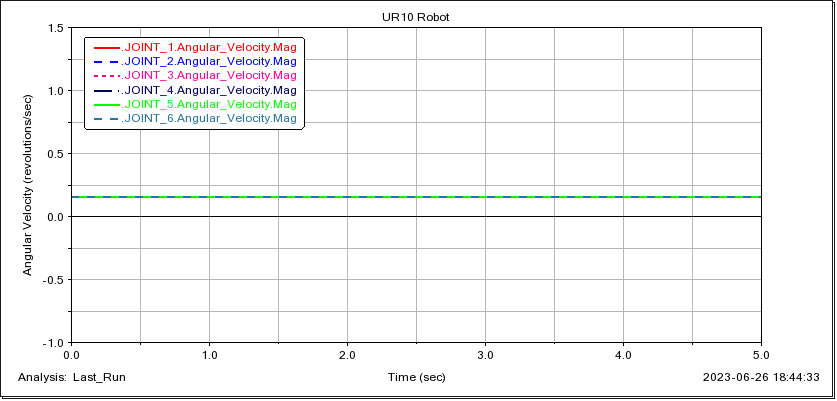 UR10 Robot
1.5
1.0
0.5
0.0
-0.5
-1.0
Angular Velocity (revolutions/sec)
.JOINT_1.Angular_Velocity.Mag
.JOINT_2.Angular_Velocity.Mag
.JOINT_3.Angular_Velocity.Mag
.JOINT_4.Angular_Velocity.Mag
.JOINT_5.Angular_Velocity.Mag
.JOINT_6.Angular_Velocity.Mag
0.0 1.0 2.0 3.0 4.0 5.0
Analysis: Last_Run Time (sec) 2023-06-26 18:44:33